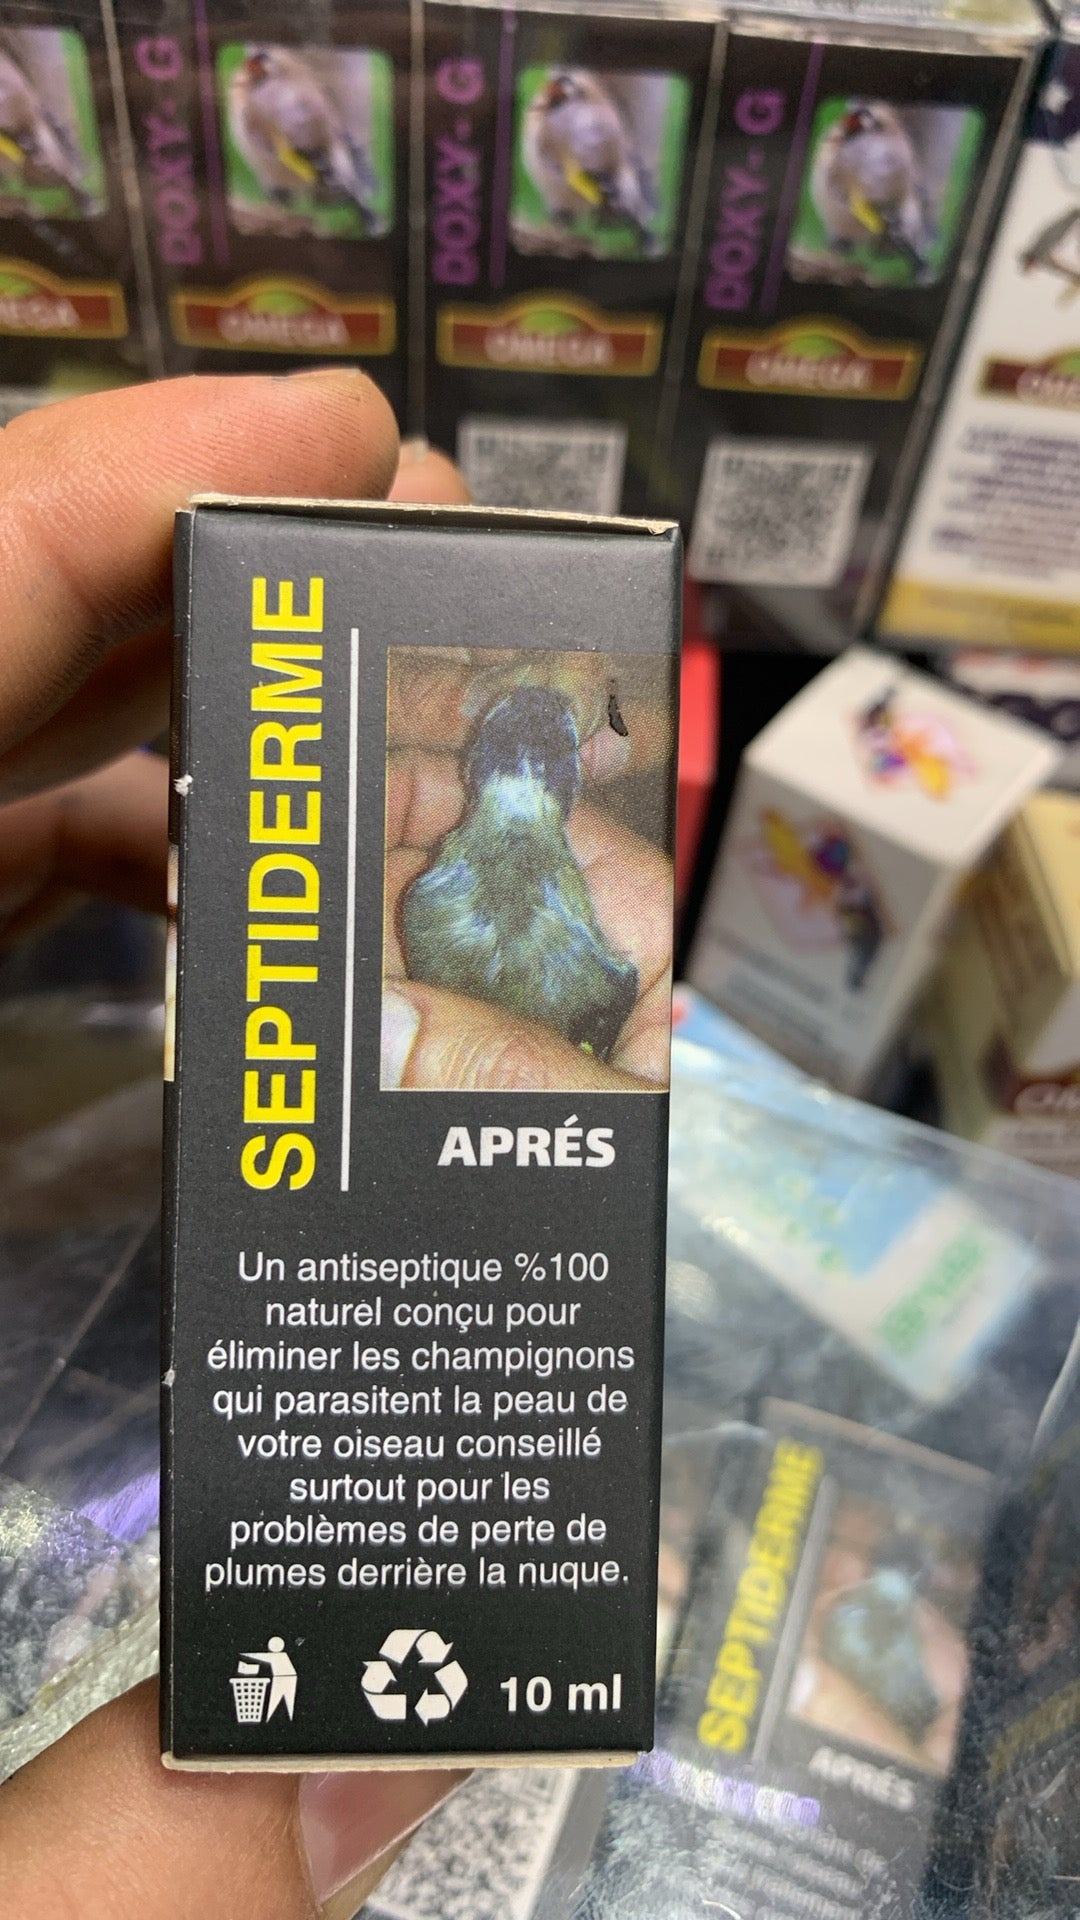 DOXY- G
DOXY- G
DOXY- G
OMEGA
OMEGA
OMEGA
OMEGA
SEPTIDERME
APRÉS
Un antiseptique %100
naturel conçu pour
éliminer les champignons
qui parasitent la peau de
votre oiseau conseillé
surtout pour les
problèmes de perte de
plumes derrière la nuque.
10 ml
SEPTIDERME
APRÉS